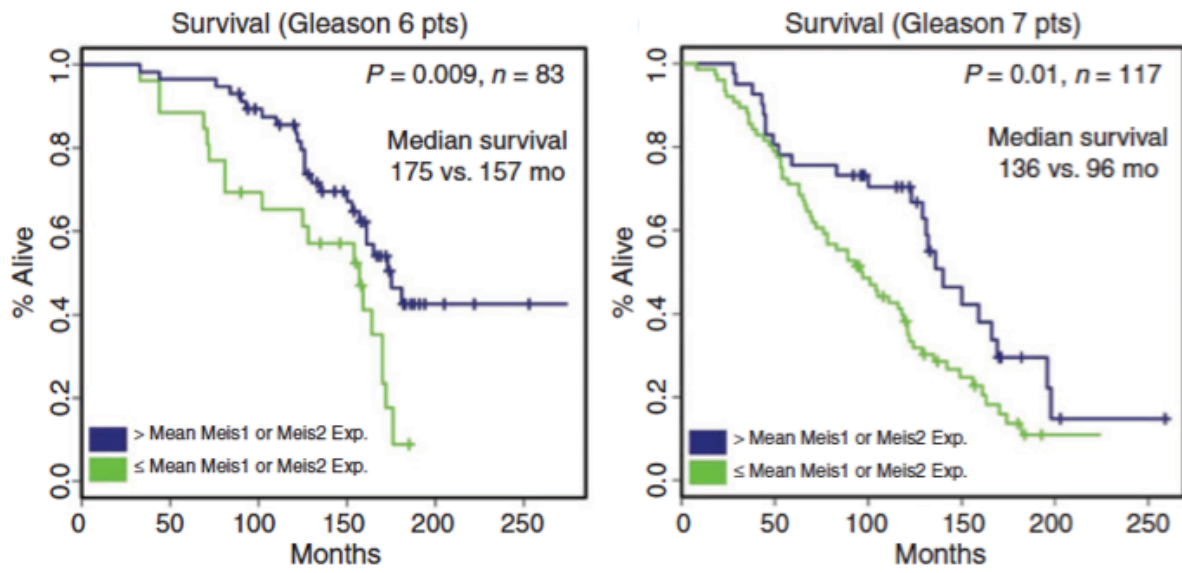 Survival (Gleason 6 pts)
P = 0.009, n = 83
Median survival
175 vs. 157 mo
% Alive
1.0
0.8
0.6
0.4
0.2
0.0
> Mean Meis1 or Meis2 Exp.
≤ Mean Meis1 or Meis2 Exp.
0 50 100 150 200 250
Months
Survival (Gleason 7 pts)
P = 0.01, n = 117
Median survival
136 vs. 96 mo
% Alive
1.0
0.8
0.6
0.4
0.2
0.0
> Mean Meis1 or Meis2 Exp.
≤ Mean Meis1 or Meis2 Exp.
0 50 100 150 200 250
Months